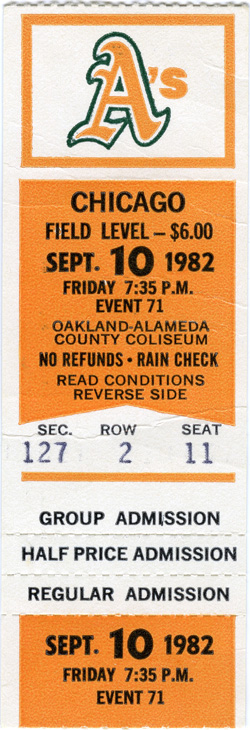 A's
CHICAGO
FIELD LEVEL – $6.00
SEPT. 10 1982
FRIDAY 7:35 P.M.
EVENT 71
OAKLAND-ALAMEDA
COUNTY COLISEUM
NO REFUNDS • RAIN CHECK
READ CONDITIONS
REVERSE SIDE
SEC. ROW SEAT
127 2 11
GROUP ADMISSION
HALF PRICE ADMISSION
REGULAR ADMISSION
SEPT. 10 1982
FRIDAY 7:35 P.M.
EVENT 71